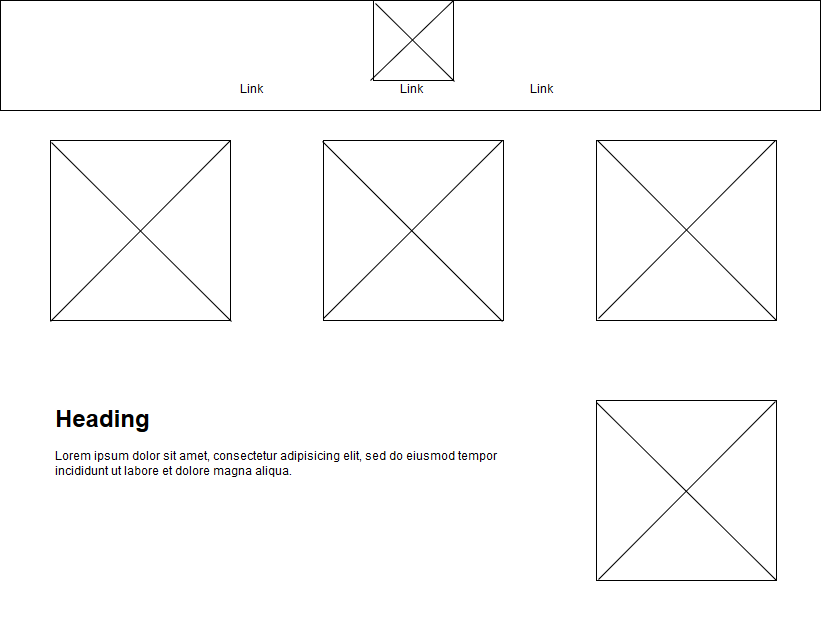 Link Link Link
Heading
Lorem ipsum dolor sit amet, consectetur adipisicing elit, sed do eiusmod tempor
incididunt ut labore et dolore magna aliqua.